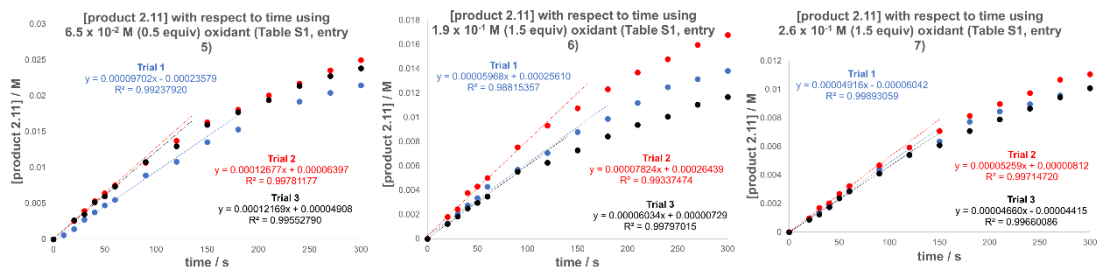 [product 2.11] with respect to time using
6.5 x 10⁻² M (0.5 equiv) oxidant (Table S1, entry
5)
0.03
0.025
0.02
0.015
0.01
0.005
0
[product 2.11] / M
Trial 1
y = 0.00009702x - 0.00023579
R² = 0.99237920
Trial 2
y = 0.00012677x + 0.00006397
R² = 0.99781177
Trial 3
y = 0.00012169x + 0.00004908
R² = 0.99552790
0 50 100 150 200 250 300
time / s
[product 2.11] with respect to time using
1.9 x 10⁻¹ M (1.5 equiv) oxidant (Table S1, entry
6)
0.018
0.016
0.014
0.012
0.01
0.008
0.006
0.004
0.002
0
[product 2.11] / M
Trial 1
y = 0.00005968x + 0.00025610
R² = 0.98815357
Trial 2
y = 0.00007824x + 0.00026439
R² = 0.99337474
Trial 3
y = 0.00006034x + 0.00000729
R² = 0.99797015
0 50 100 150 200 250 300
time / s
[product 2.11] with respect to time using
2.6 x 10⁻¹ M (1.5 equiv) oxidant (Table S1, entry
7)
0.014
0.012
0.01
0.008
0.006
0.004
0.002
0
[product 2.11] / M
Trial 1
y = 0.00004916x - 0.00006042
R² = 0.99893059
Trial 2
y = 0.00005259x + 0.00000812
R² = 0.99714720
Trial 3
y = 0.00004660x - 0.00004415
R² = 0.99660086
0 50 100 150 200 250 300
time / s